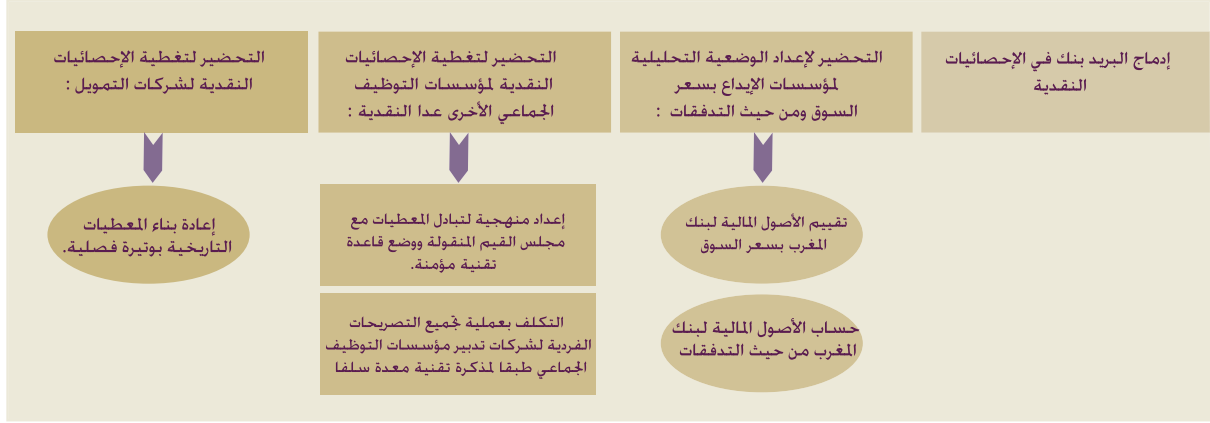 إدماج البريد بنك في الإحصائيات
النقدية
التحضير لإعداد الوضعية التحليلية
لمؤسسات الإيداع بسعر
السوق ومن حيث التدفقات :
تقييم الأصول المالية لبنك
المغرب بسعر السوق
حساب الأصول المالية لبنك
المغرب من حيث التدفقات
التحضير لتغطية الإحصائيات
النقدية لمؤسسات التوظيف
الجماعي الأخرى عدا النقدية :
إعداد منهجية لتبادل المعطيات مع
مجلس القيم المنقولة ووضع قاعدة
تقنية مؤمنة.
التكلف بعملية تجميع التصريحات
الفردية لشركات تدبير مؤسسات التوظيف
الجماعي طبقا لمذكرة تقنية معدة سلفا
التحضير لتغطية الإحصائيات
النقدية لشركات التمويل :
إعادة بناء المعطيات
التاريخية بوتيرة فصلية.